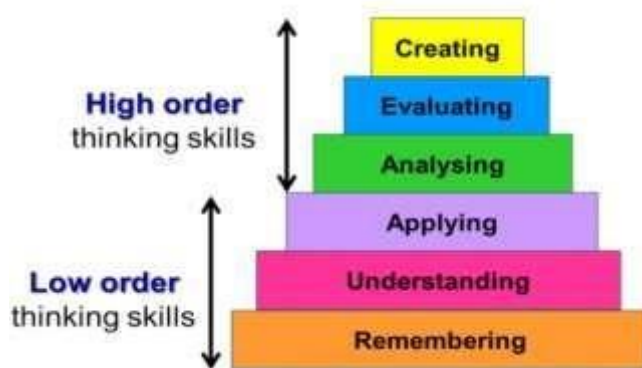 Creating
Evaluating
Analysing
Applying
Understanding
Remembering
High order
thinking skills
Low order
thinking skills